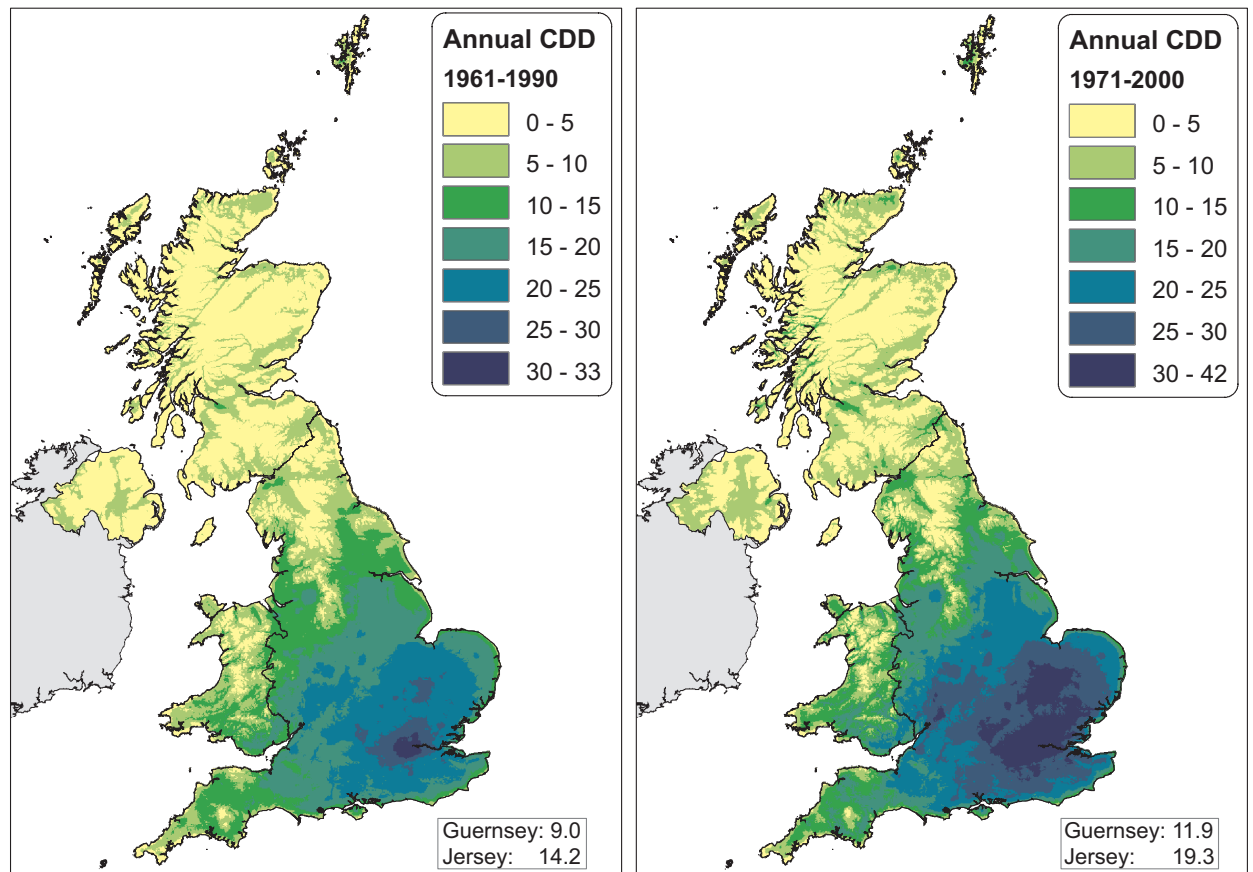 Annual CDD
1961-1990
0 - 5
5 - 10
10 - 15
15 - 20
20 - 25
25 - 30
30 - 33
Guernsey: 9.0
Jersey: 14.2
Annual CDD
1971-2000
0 - 5
5 - 10
10 - 15
15 - 20
20 - 25
25 - 30
30 - 42
Guernsey: 11.9
Jersey: 19.3